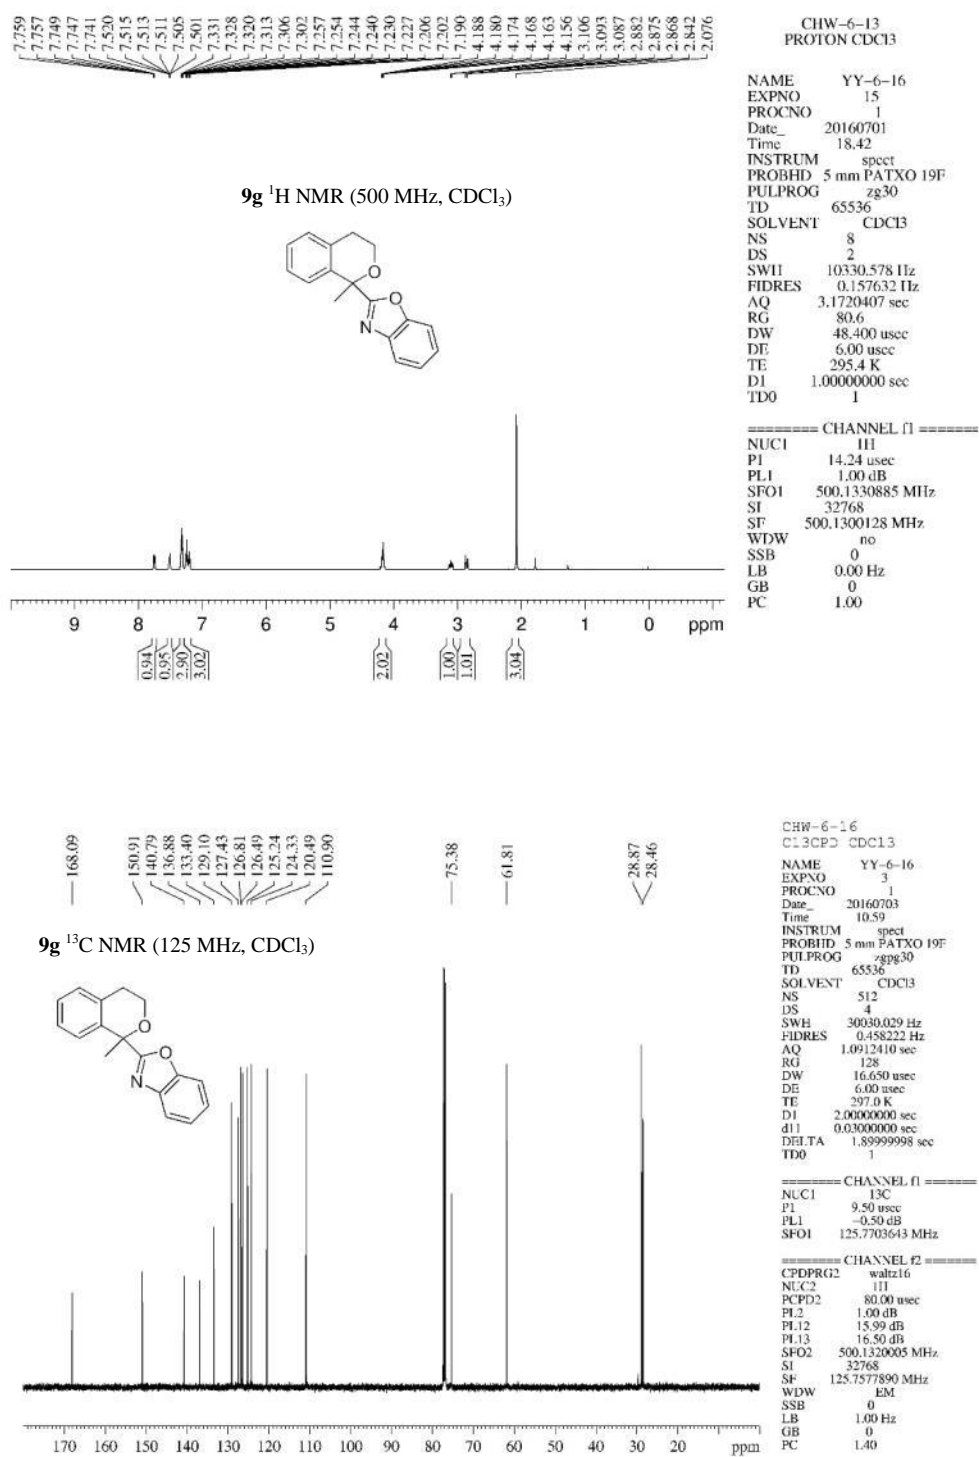 7.759
7.757
7.749
7.747
7.741
7.520
7.515
7.513
7.511
7.505
7.501
7.331
7.328
7.320
7.313
7.306
7.302
7.257
7.254
7.244
7.240
7.230
7.227
7.206
7.202
7.190
4.188
4.180
4.174
4.168
4.163
4.156
3.106
3.093
3.087
2.882
2.875
2.868
2.842
2.076
CHW-6-13
PROTON CDCl3
NAME YY-6-16
EXPNO 15
PROCNO 1
Date_ 20160701
Time 18.42
INSTRUM spect
PROBHD 5 mm PATXO 19F
PULPROG zg30
TD 65536
SOLVENT CDCl3
NS 8
DS 2
SWH 10330.578 Hz
FIDRES 0.157632 Hz
AQ 3.1720407 sec
RG 80.6
DW 48.400 usec
DE 6.00 usec
TE 295.4 K
D1 1.00000000 sec
TD0 1
======== CHANNEL f1 ========
NUC1 1H
P1 14.24 usec
PL1 1.00 dB
SFO1 500.1330885 MHz
SI 32768
SF 500.1300128 MHz
WDW no
SSB 0
LB 0.00 Hz
GB 0
PC 1.00
9g ¹H NMR (500 MHz, CDCl₃)
O
Me
O
N
9 8 7 6 5 4 3 2 1 0 ppm
0.94
0.95
2.90
3.02
2.02
1.00
1.01
3.04
168.09
150.91
140.79
136.88
133.40
129.10
127.43
126.81
126.49
125.24
124.33
120.49
110.90
75.38
61.81
28.87
28.46
CHW-6-16
C13CPD CDCl3
NAME YY-6-16
EXPNO 3
PROCNO 1
Date_ 20160703
Time 10.59
INSTRUM spect
PROBHD 5 mm PATXO 19F
PULPROG zgpg30
TD 65536
SOLVENT CDCl3
NS 512
DS 4
SWH 30030.029 Hz
FIDRES 0.458222 Hz
AQ 1.0912410 sec
RG 128
DW 16.650 usec
DE 6.00 usec
TE 297.0 K
D1 2.00000000 sec
d11 0.03000000 sec
DELTA 1.89999998 sec
TD0 1
======== CHANNEL f1 ========
NUC1 13C
P1 9.50 usec
PL1 -0.50 dB
SFO1 125.7703643 MHz
======== CHANNEL f2 ========
CPDPRG2 waltz16
NUC2 1H
PCPD2 80.00 usec
PL2 1.00 dB
PL12 15.99 dB
PL13 16.50 dB
SFO2 500.1320005 MHz
SI 32768
SF 125.7577890 MHz
WDW EM
SSB 0
LB 1.00 Hz
GB 0
PC 1.40
9g ¹³C NMR (125 MHz, CDCl₃)
O
Me
O
N
170 160 150 140 130 120 110 100 90 80 70 60 50 40 30 20 ppm